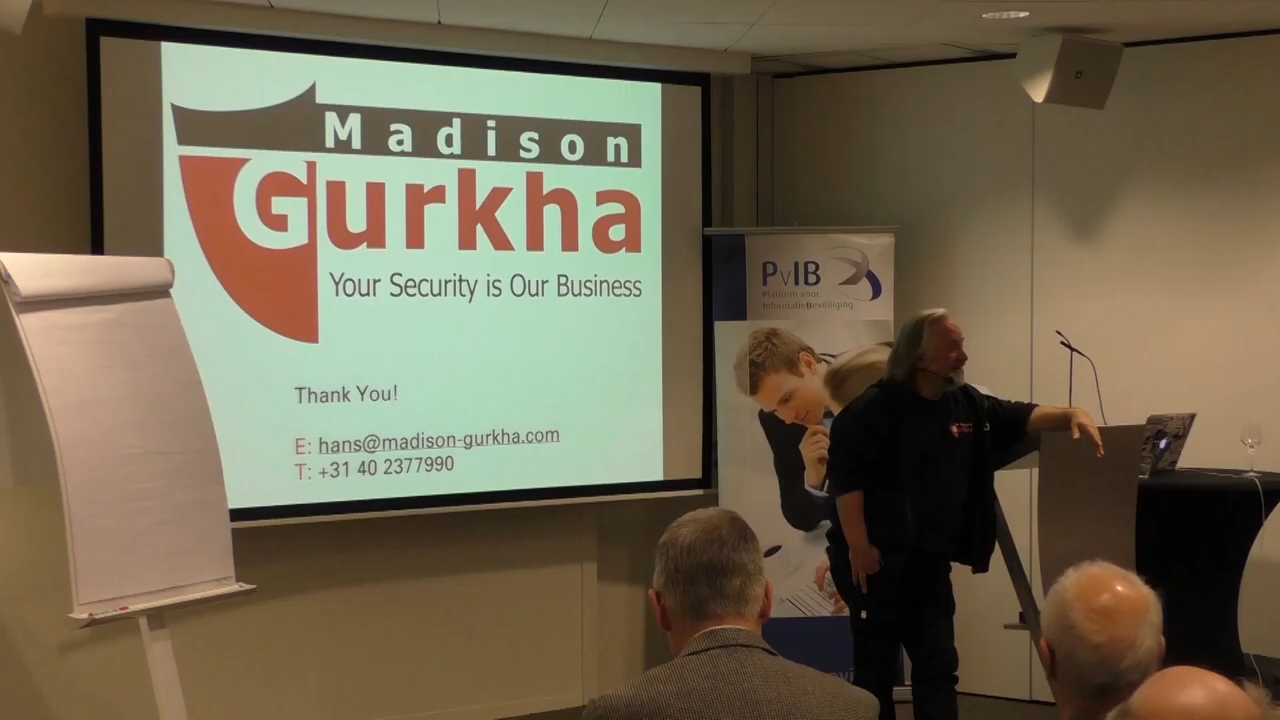 Madison
Gurkha
Your Security is Our Business
Thank You!
E: hans@madison-gurkha.com
T: +31 40 2377990
PvIB
Platform voor
InformatieBeveiliging